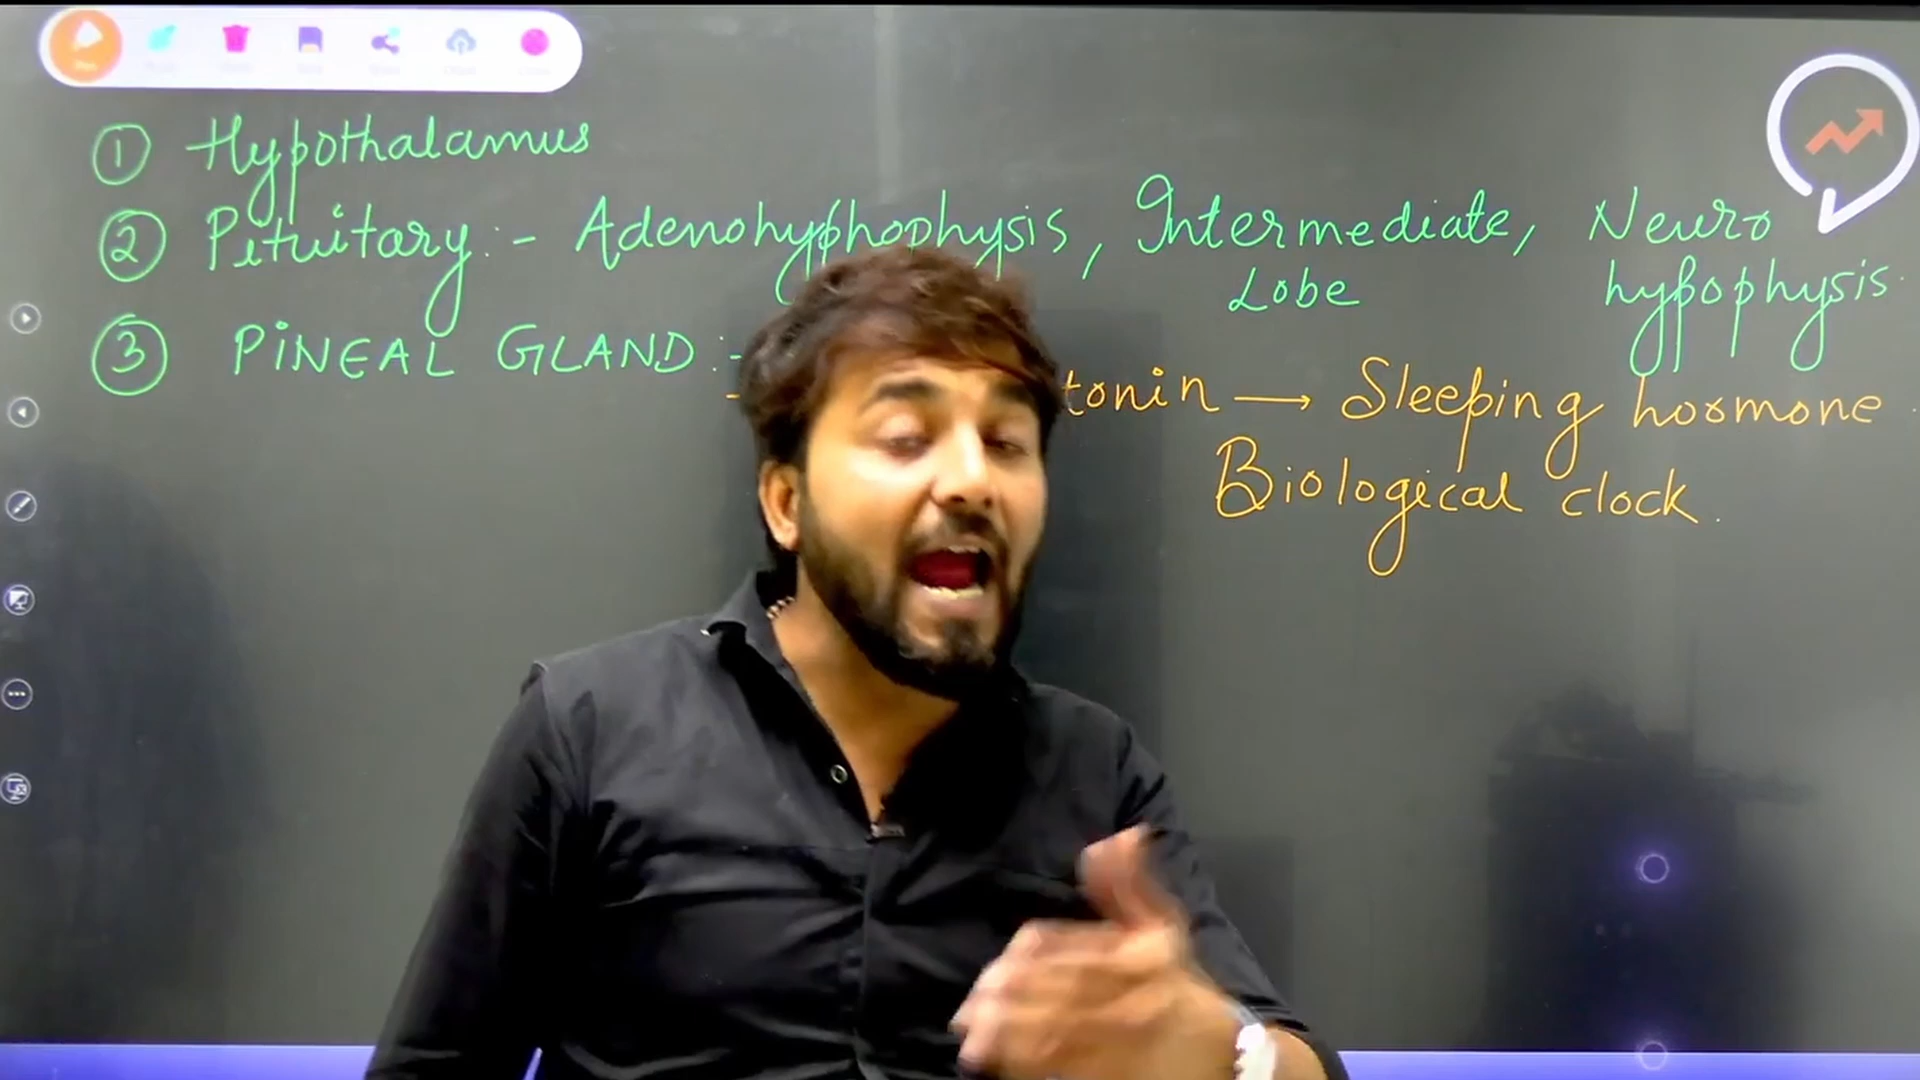 ① Hypothalamus
② Pituitary :- Adenohyphophysis, Intermediate Lobe, Neuro hypophysis.
③ PiNEAL GLAND :-
tonin → Sleeping hormone.
Biological clock.